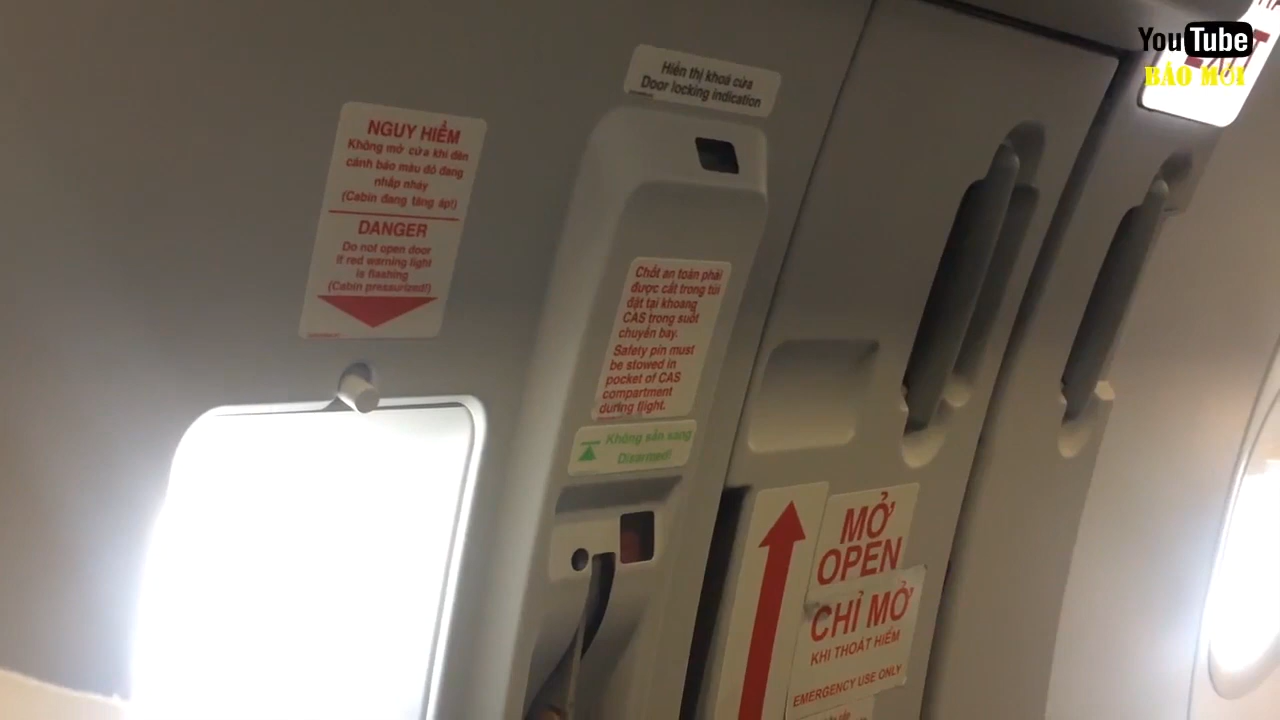 YouTube
BÁO MỚI
Hiển thị khoá cửa
Door locking indication
NGUY HIỂM
Không mở cửa khi đèn
cảnh báo màu đỏ đang
nhấp nháy
(Cabin đang tăng áp!)
DANGER
Do not open door
if red warning light
is flashing
(Cabin pressurized!)
Chốt an toàn phải
được cất trong túi
đặt tại khoang
CAS trong suốt
chuyến bay.
Safety pin must
be stowed in
pocket of CAS
compartment
during flight.
Không sẵn sàng
Disarmed!
MỞ
OPEN
CHỈ MỞ
KHI THOÁT HIỂM
EMERGENCY USE ONLY